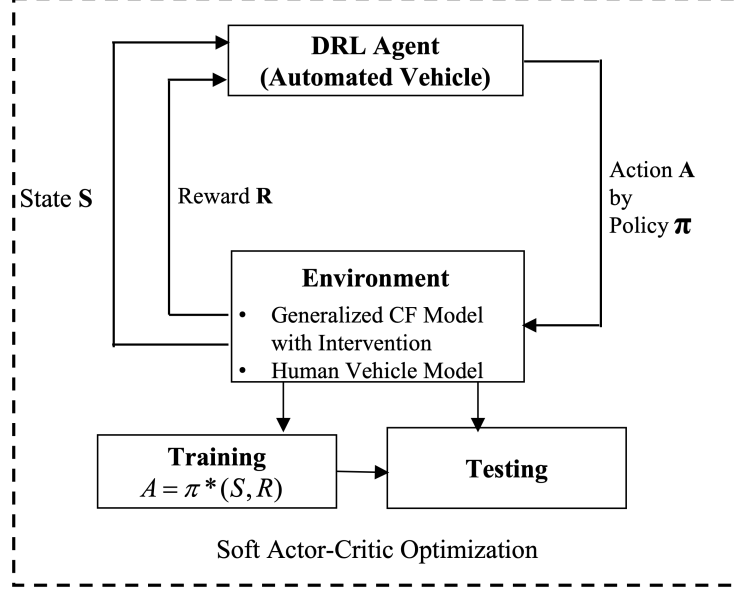 DRL Agent
(Automated Vehicle)
State S
Reward R
Action A
by
Policy π
Environment
• Generalized CF Model
with Intervention
• Human Vehicle Model
Training
A = π*(S, R)
Testing
Soft Actor-Critic Optimization